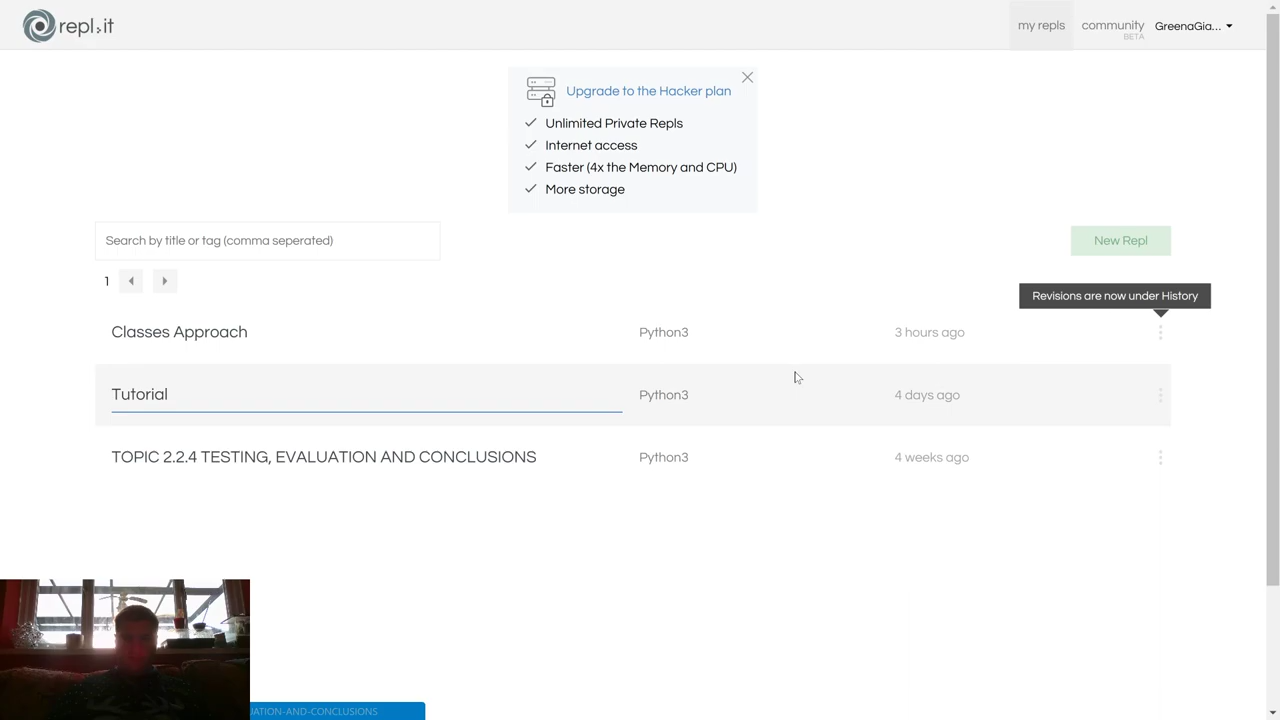 repl.it
my repls
community
BETA
GreenaGia...
Upgrade to the Hacker plan
Unlimited Private Repls
Internet access
Faster (4x the Memory and CPU)
More storage
Search by title or tag (comma seperated)
New Repl
1
Revisions are now under History
Classes Approach Python3 3 hours ago
Tutorial Python3 4 days ago
TOPIC 2.2.4 TESTING, EVALUATION AND CONCLUSIONS Python3 4 weeks ago
UATION-AND-CONCLUSIONS